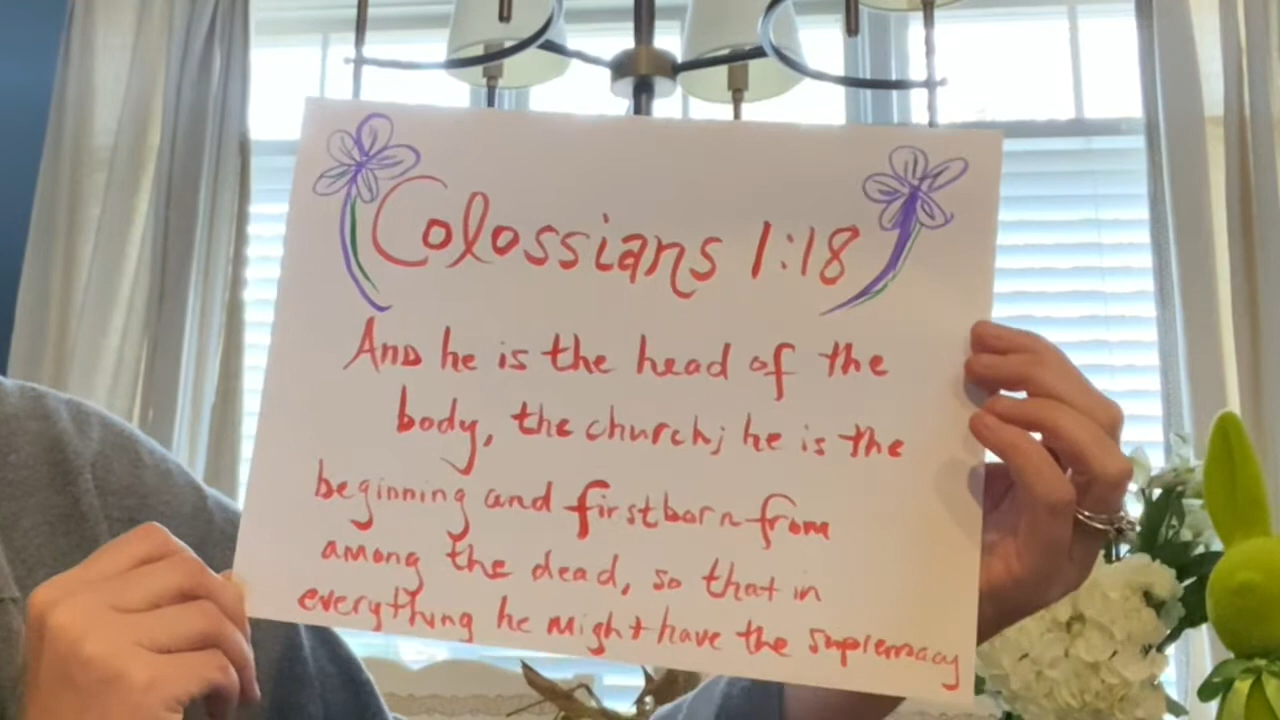 Colossians 1:18
And he is the head of the
body, the church; he is the
beginning and firstborn from
among the dead, so that in
everything he might have the supremacy